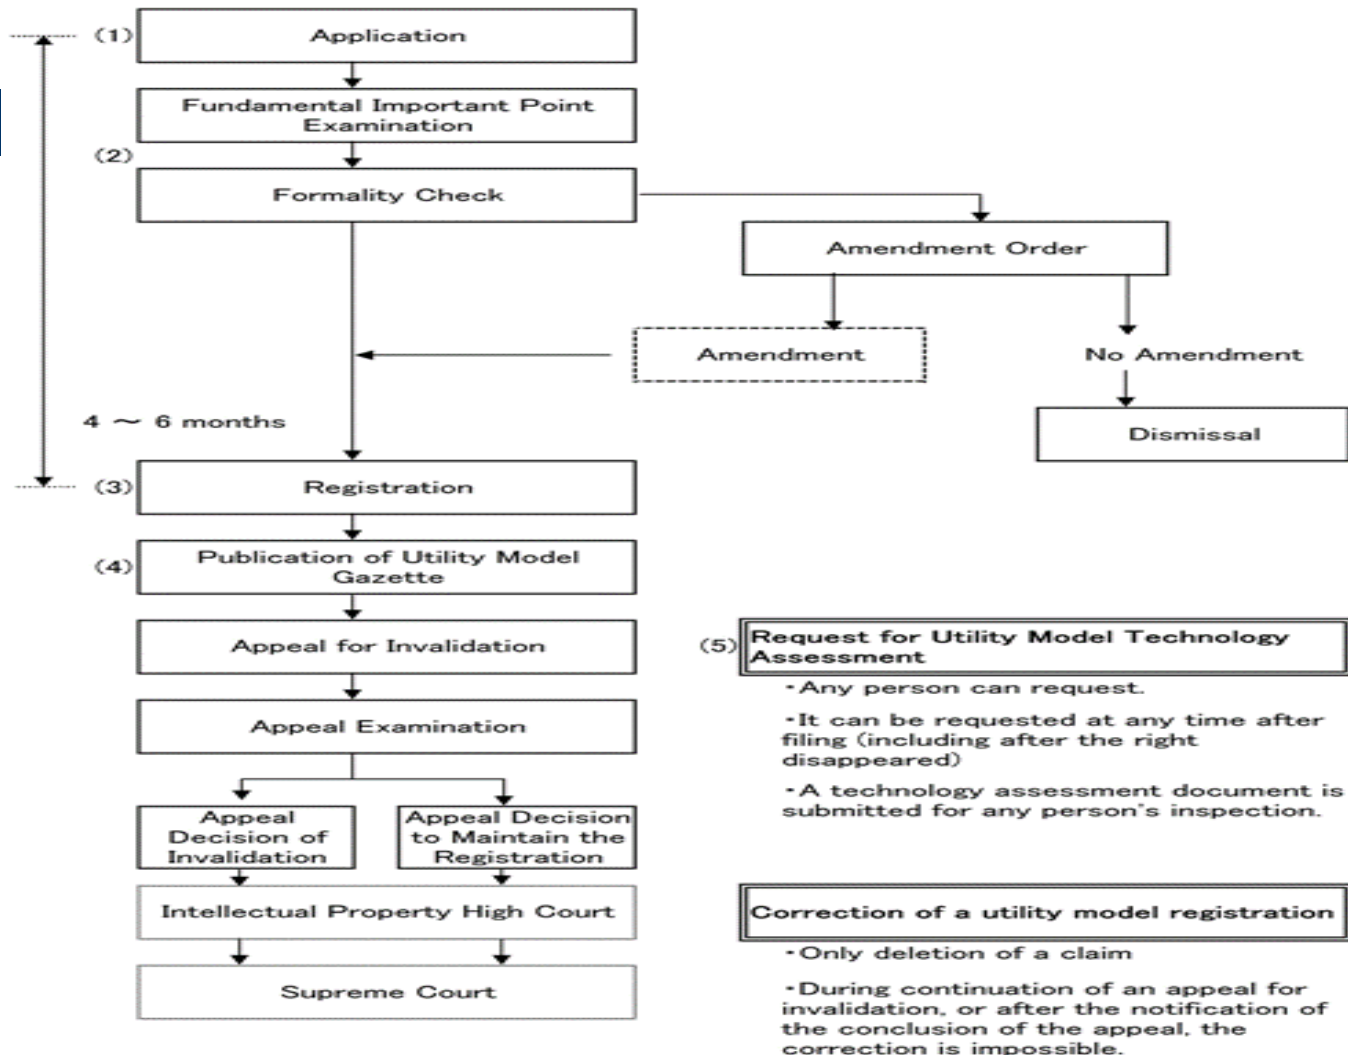 (1)
Application
Fundamental Important Point
Examination
(2)
Formality Check
Amendment Order
Amendment
No Amendment
4 ～ 6 months
Dismissal
(3)
Registration
(4)
Publication of Utility Model
Gazette
Appeal for Invalidation
(5)
Request for Utility Model Technology
Assessment
・Any person can request.
・It can be requested at any time after
filing (including after the right
disappeared)
・A technology assessment document is
submitted for any person's inspection.
Appeal Examination
Appeal
Decision of
Invalidation
Appeal Decision
to Maintain the
Registration
Intellectual Property High Court
Supreme Court
Correction of a utility model registration
・Only deletion of a claim
・During continuation of an appeal for
invalidation, or after the notification of
the conclusion of the appeal, the
correction is impossible.